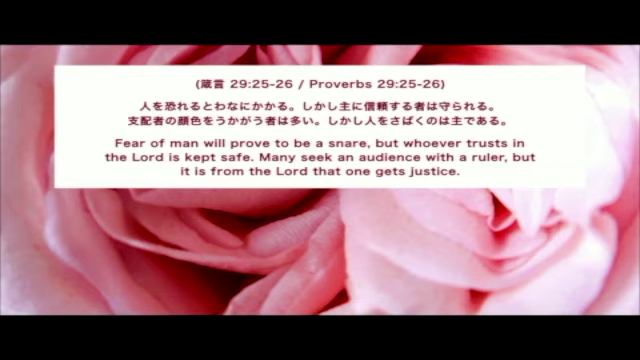 (蔵言 29:25-26 / Proverbs 29:25-26)
人を恐れるとわなにかかる。しかし主に信頼する者は守られる。
支配者の顔色をうかがう者は多い。しかし人をさばくのは主である。
Fear of man will prove to be a snare, but whoever trusts in
the Lord is kept safe. Many seek an audience with a ruler, but
it is from the Lord that one gets justice.